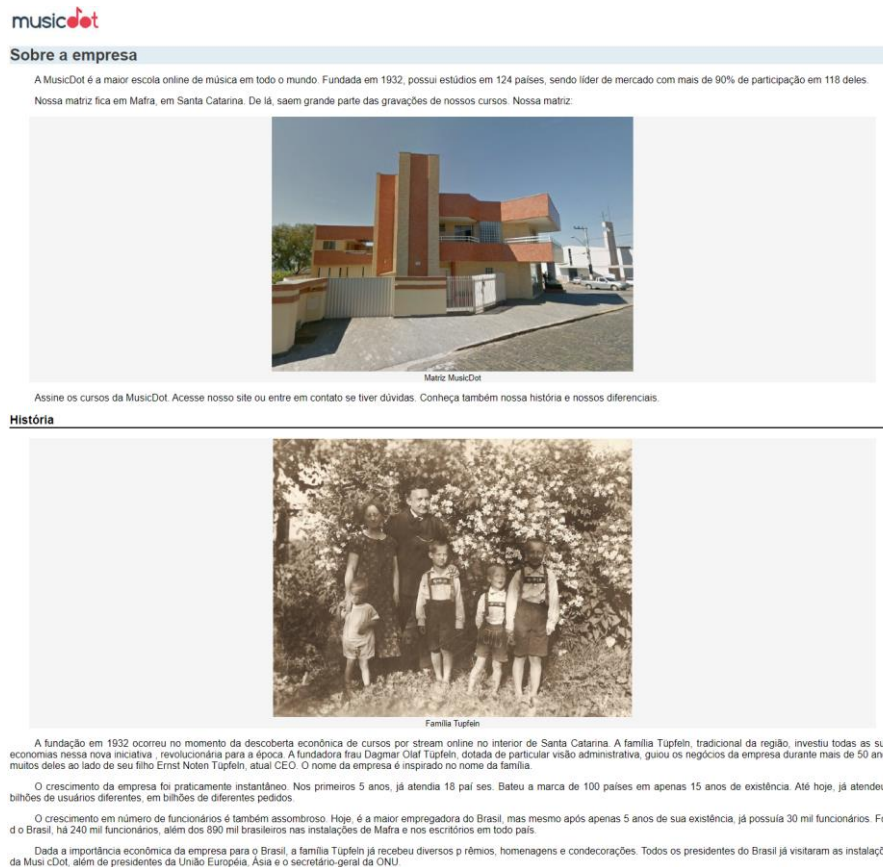 musicdot
Sobre a empresa
A MusicDot é a maior escola online de música em todo o mundo. Fundada em 1932, possui estúdios em 124 países, sendo líder de mercado com mais de 90% de participação em 118 deles.
Nossa matriz fica em Mafra, em Santa Catarina. De lá, saem grande parte das gravações de nossos cursos. Nossa matriz:
Matriz MusicDot
Assine os cursos da MusicDot. Acesse nosso site ou entre em contato se tiver dúvidas. Conheça também nossa história e nossos diferenciais.
História
Família Tupfeln
A fundação em 1932 ocorreu no momento da descoberta econônica de cursos por stream online no interior de Santa Catarina. A família Tüpfeln, tradicional da região, investiu todas as su
economias nessa nova iniciativa , revolucionária para a época. A fundadora frau Dagmar Olaf Tüpfeln, dotada de particular visão administrativa, guiou os negócios da empresa durante mais de 50 an
muitos deles ao lado de seu filho Ernst Noten Tüpfeln, atual CEO. O nome da empresa é inspirado no nome da família.
O crescimento da empresa foi praticamente instantâneo. Nos primeiros 5 anos, já atendia 18 paí ses. Bateu a marca de 100 países em apenas 15 anos de existência. Até hoje, já atendeu
bilhões de usuários diferentes, em bilhões de diferentes pedidos.
O crescimento em número de funcionários é também assombroso. Hoje, é a maior empregadora do Brasil, mas mesmo após apenas 5 anos de sua existência, já possuía 30 mil funcionários. Fo
d o Brasil, há 240 mil funcionários, além dos 890 mil brasileiros nas instalações de Mafra e nos escritórios em todo país.
Dada a importância econômica da empresa para o Brasil, a família Tüpfeln já recebeu diversos p rêmios, homenagens e condecorações. Todos os presidentes do Brasil já visitaram as instalaçõ
da Musi cDot, além de presidentes da União Européia, Ásia e o secretário-geral da ONU.